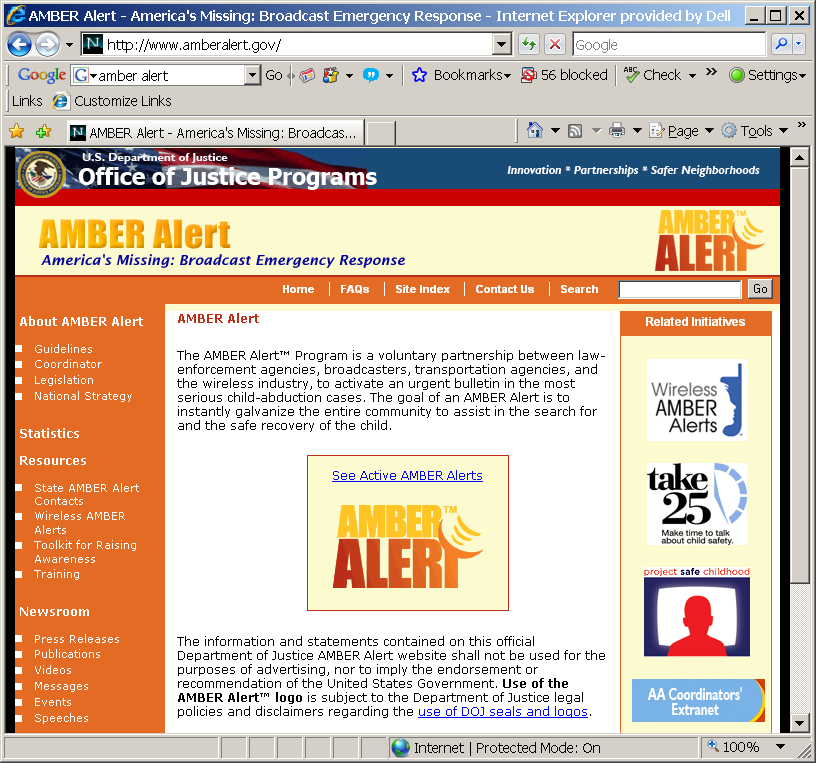 AMBER Alert - America's Missing: Broadcast Emergency Response - Internet Explorer provided by Dell
http://www.amberalert.gov/
Google
Google G amber alert Go Bookmarks 56 blocked ABC Check » Settings
Links Customize Links
AMBER Alert - America's Missing: Broadcas... Page Tools »
U.S. Department of Justice
Office of Justice Programs
Innovation * Partnerships * Safer Neighborhoods
AMBER Alert
America's Missing: Broadcast Emergency Response
AMBER™
ALERT
Home FAQs Site Index Contact Us Search Go
About AMBER Alert
Guidelines
Coordinator
Legislation
National Strategy
Statistics
Resources
State AMBER Alert
Contacts
Wireless AMBER
Alerts
Toolkit for Raising
Awareness
Training
Newsroom
Press Releases
Publications
Videos
Messages
Events
Speeches
AMBER Alert
The AMBER Alert™ Program is a voluntary partnership between law-
enforcement agencies, broadcasters, transportation agencies, and
the wireless industry, to activate an urgent bulletin in the most
serious child-abduction cases. The goal of an AMBER Alert is to
instantly galvanize the entire community to assist in the search for
and the safe recovery of the child.
See Active AMBER Alerts
AMBER™
ALERT
The information and statements contained on this official
Department of Justice AMBER Alert website shall not be used for the
purposes of advertising, nor to imply the endorsement or
recommendation of the United States Government. Use of the
AMBER Alert™ logo is subject to the Department of Justice legal
policies and disclaimers regarding the use of DOJ seals and logos.
Related Initiatives
Wireless
AMBER
Alerts
take
25
Make time to talk
about child safety.
project safe childhood
AA Coordinators'
Extranet
Internet | Protected Mode: On
100%